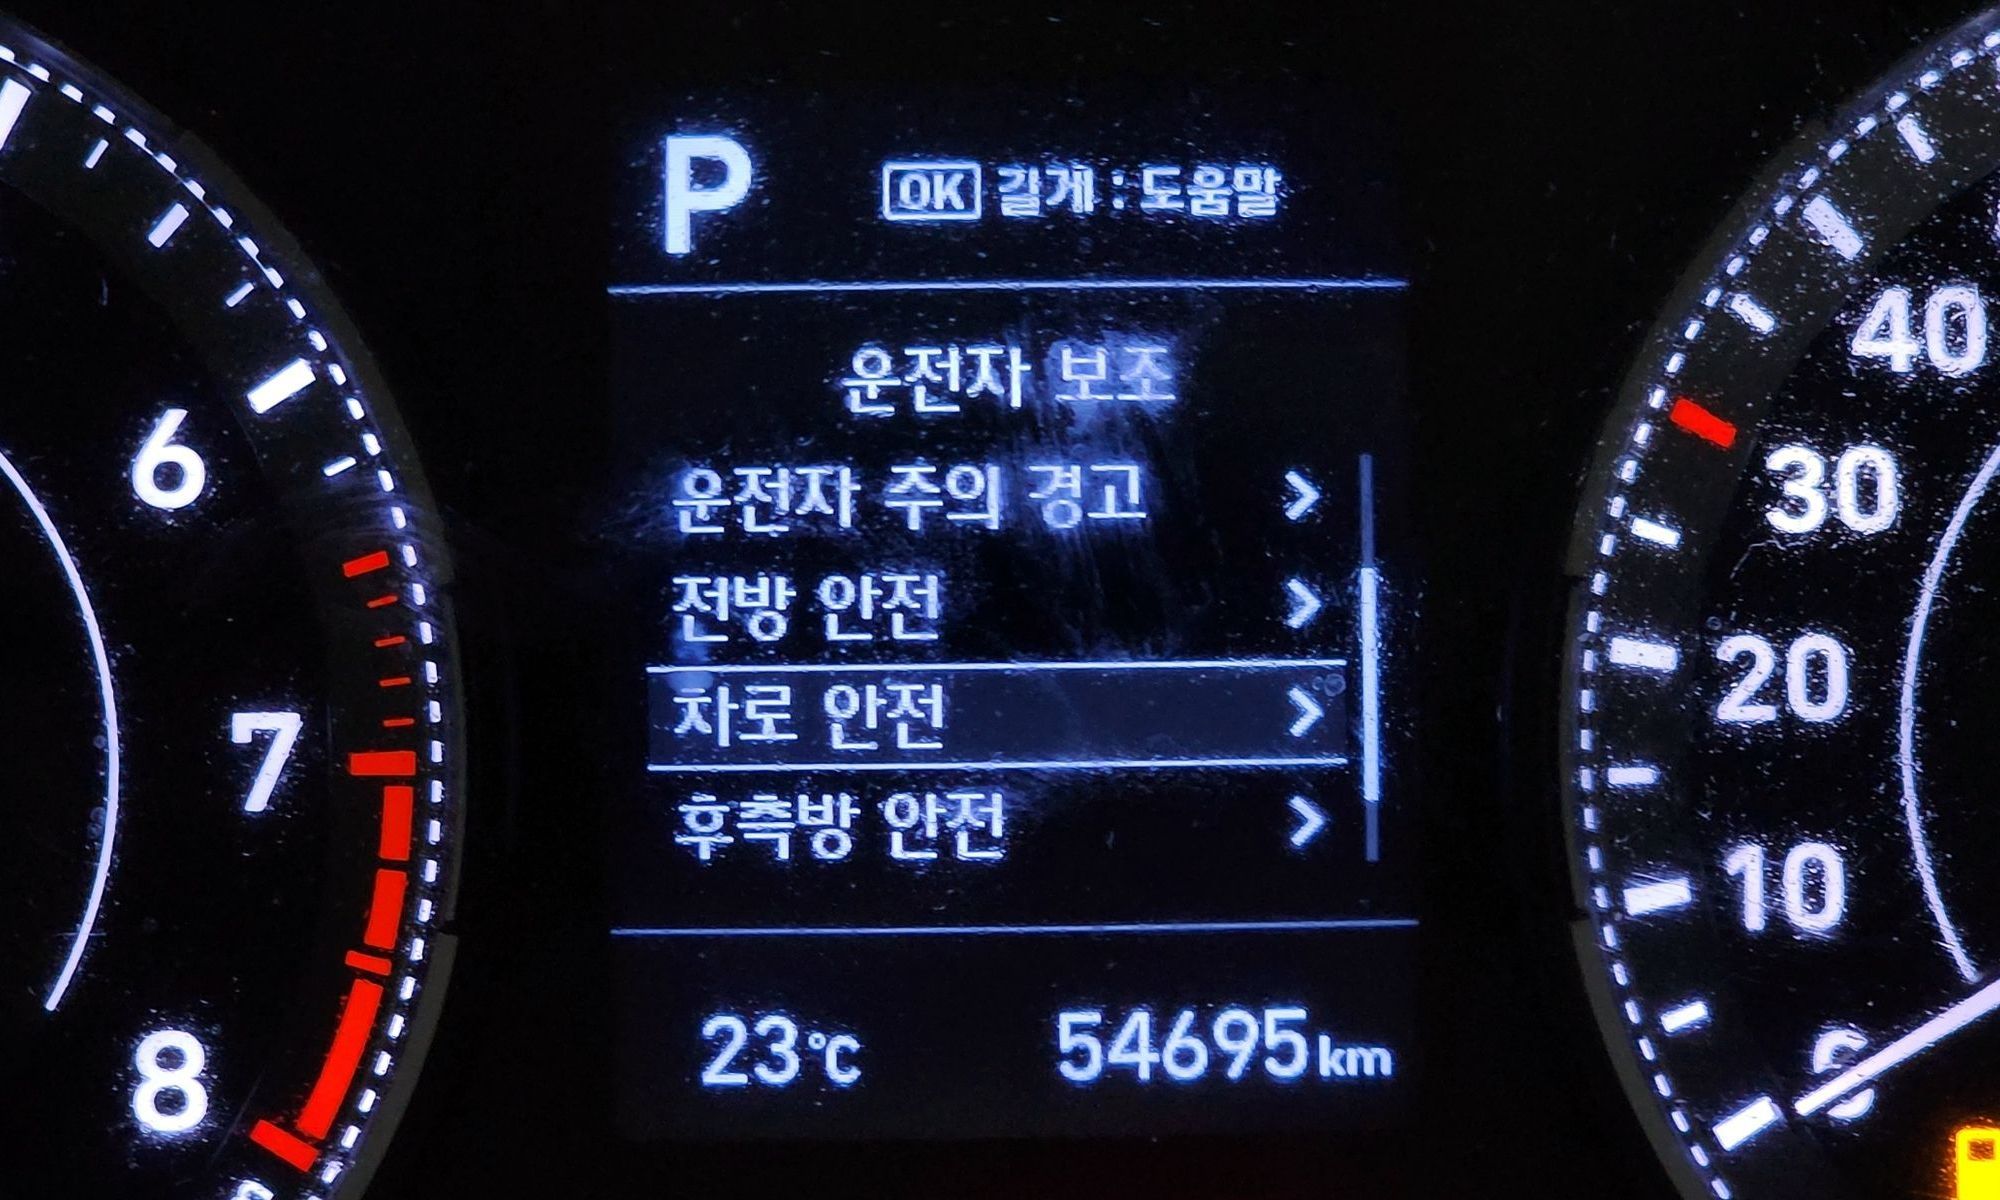 P
OK 길게 : 도움말
운전자 보조
운전자 주의 경고
전방 안전
차로 안전
후측방 안전
23°C 54695km
6
7
8
40
30
20
10